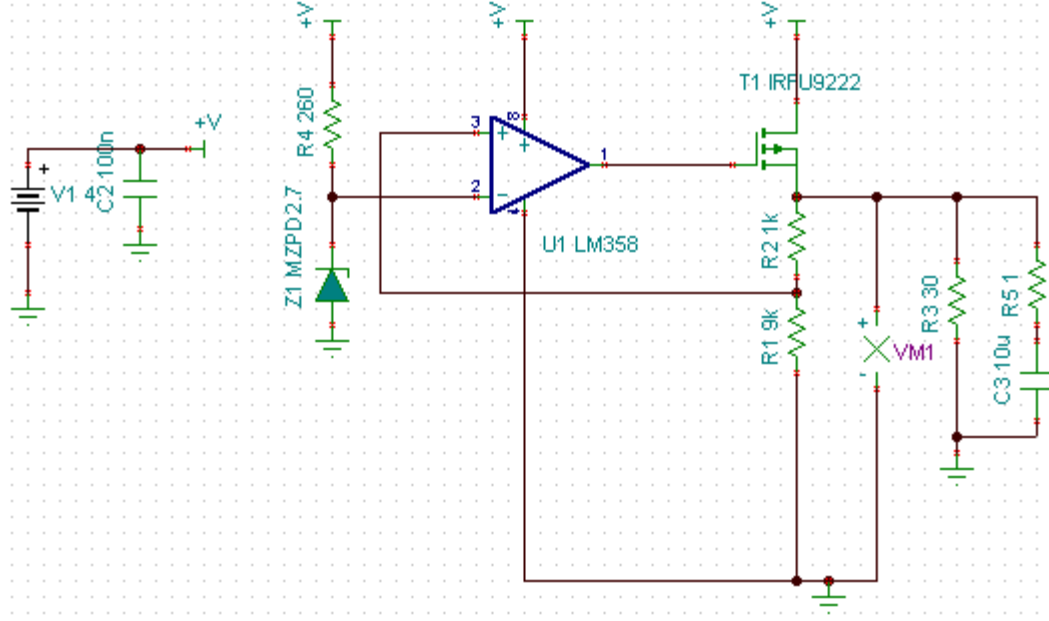 +V
+V
+V
T1 IRFU9222
R4 260
3
8
+
+
1
2
-
4
U1 LM358
+V
+
V1 4
C2 100n
Z1 MZPD2.7
R2 1k
R1 9k
+
VM1
-
R3 30
R5 1
C3 10u